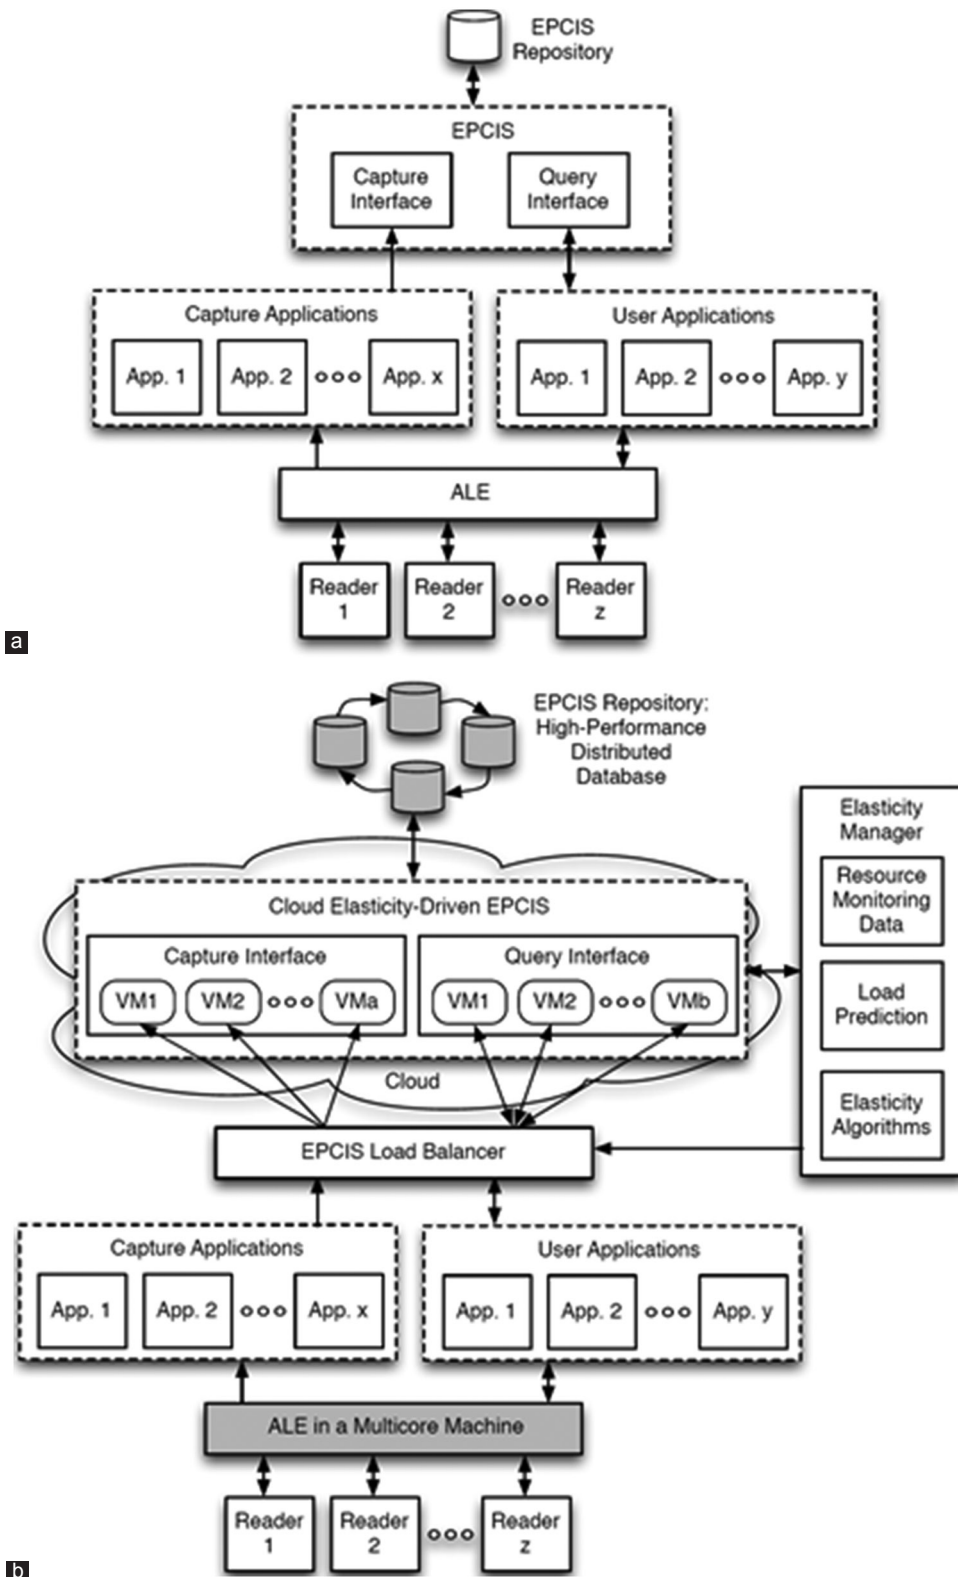 EPCIS
Repository
EPCIS
Capture
Interface
Query
Interface
Capture Applications
App. 1
App. 2
App. x
User Applications
App. 1
App. 2
App. y
ALE
Reader
1
Reader
2
Reader
z
a
EPCIS Repository:
High-Performance
Distributed
Database
Elasticity
Manager
Resource
Monitoring
Data
Load
Prediction
Elasticity
Algorithms
Cloud Elasticity-Driven EPCIS
Capture Interface
VM1
VM2
VMa
Query Interface
VM1
VM2
VMb
Cloud
EPCIS Load Balancer
Capture Applications
App. 1
App. 2
App. x
User Applications
App. 1
App. 2
App. y
ALE in a Multicore Machine
Reader
1
Reader
2
Reader
z
b